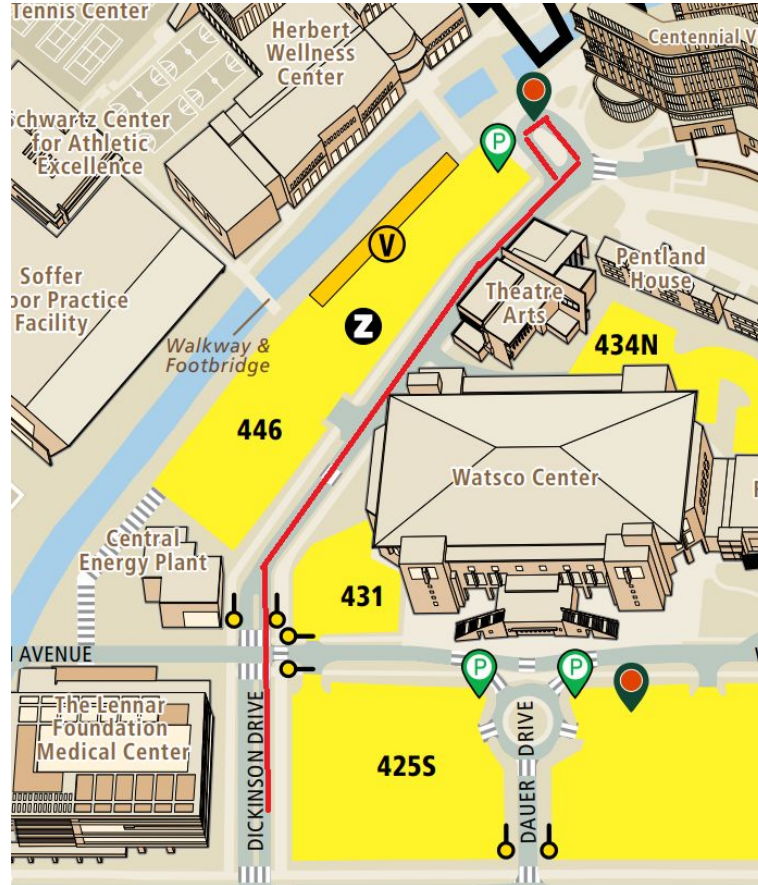 Tennis Center
Herbert
Wellness
Center
Centennial V
Schwartz Center
for Athletic
Excellence
P
V
Soffer
oor Practice
Facility
Pentland
House
Theatre
Arts
Z
Walkway &
Footbridge
434N
446
Watsco Center
Central
Energy Plant
431
AVENUE
P
P
The Lennar
Foundation
Medical Center
DICKINSON DRIVE
425S
DAUER DRIVE